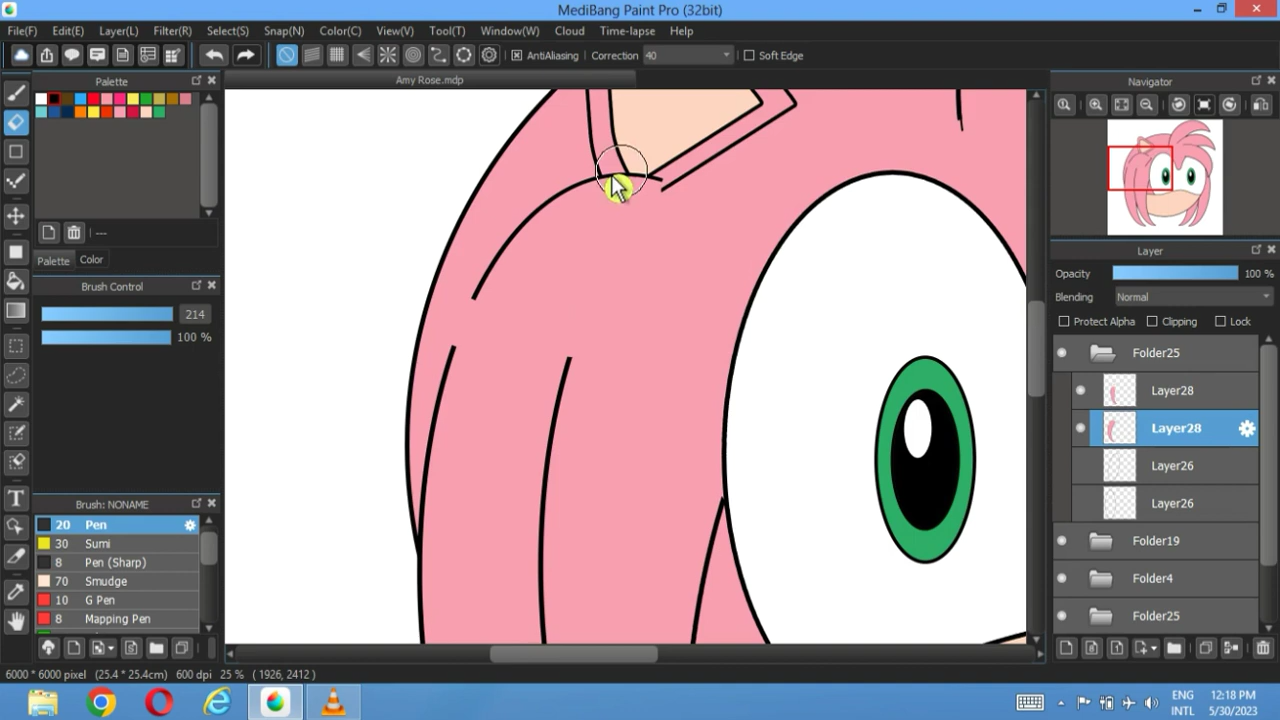 MediBang Paint Pro (32bit)
File(F) Edit(E) Layer(L) Filter(R) Select(S) Snap(N) Color(C) View(V) Tool(T) Window(W) Cloud Time-lapse Help
AntiAliasing Correction 40 Soft Edge
Palette
Amy Rose.mdp
Navigator
---
Palette Color
Brush Control
214
100 %
Brush: NONAME
20 Pen
30 Sumi
8 Pen (Sharp)
70 Smudge
10 G Pen
8 Mapping Pen
Layer
Opacity 100 %
Blending Normal
Protect Alpha Clipping Lock
Folder25
Layer28
Layer28
Layer26
Layer26
Folder19
Folder4
Folder25
6000 * 6000 pixel (25.4 * 25.4cm) 600 dpi 25 % ( 1926, 2412 )
ENG
INTL
12:18 PM
5/30/2023